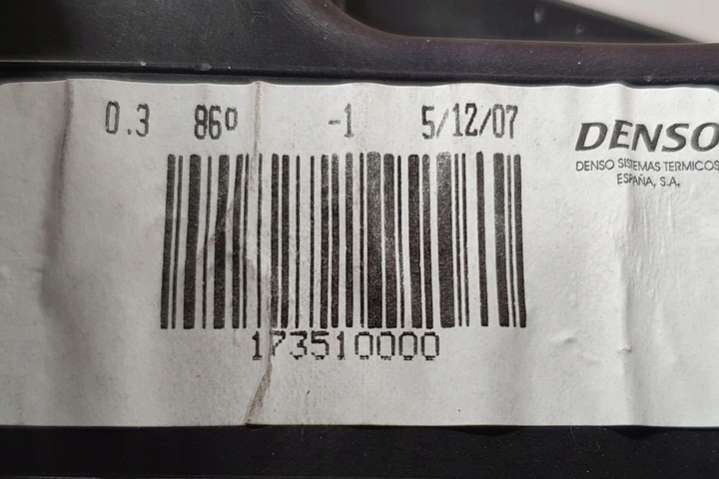 0.3 86º -1 5/12/07
DENSO
DENSO SISTEMAS TERMICOS
ESPAÑA, S.A.
173510000